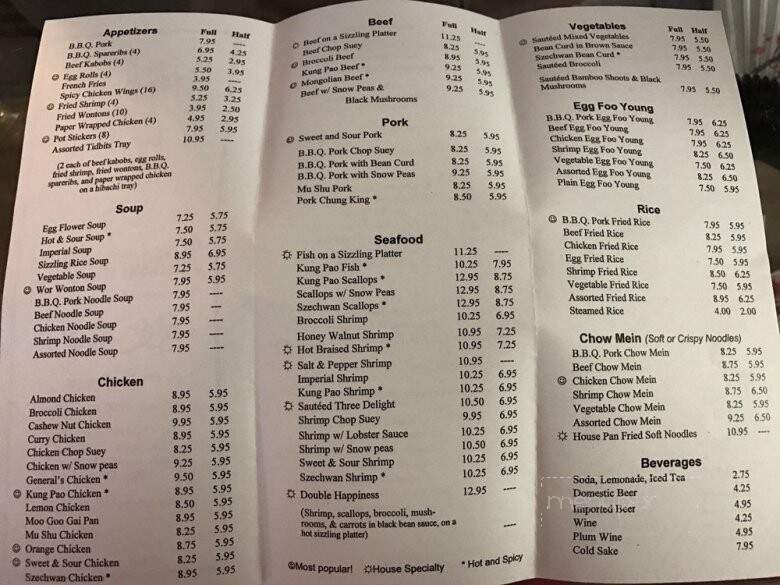 Appetizers
Full Half
B.B.Q. Pork 7.95 ----
B.B.Q. Spareribs (4) 6.95 4.25
Beef Kabobs (4) 5.25 2.95
☺ Egg Rolls (4) 5.50 3.95
French Fries 3.95 ----
Spicy Chicken Wings (16) 9.50 6.25
☺ Fried Shrimp (4) 5.25 3.25
Fried Wontons (10) 3.95 2.50
Paper Wrapped Chicken (4) 4.95 2.95
☺ Pot Stickers (8) 7.95 5.95
Assorted Tidbits Tray 10.95 ----
(2 each of beef kabobs, egg rolls,
fried shrimp, fried wontons, B.B.Q.
spareribs, and paper wrapped chicken
on a hibachi tray)
Soup
Egg Flower Soup 7.25 5.75
Hot & Sour Soup * 7.50 5.75
Imperial Soup 7.50 5.75
Sizzling Rice Soup 8.95 6.95
Vegetable Soup 7.25 5.75
☺ Wor Wonton Soup 7.95 5.95
B.B.Q. Pork Noodle Soup 7.95 ----
Beef Noodle Soup 7.95 ----
Chicken Noodle Soup 7.95 ----
Shrimp Noodle Soup 7.95 ----
Assorted Noodle Soup 7.95 ----
Chicken
Almond Chicken 8.95 5.95
Broccoli Chicken 8.95 5.95
Cashew Nut Chicken 9.95 5.95
Curry Chicken 8.95 5.95
Chicken Chop Suey 8.25 5.95
Chicken w/ Snow peas 9.25 5.95
General's Chicken * 9.50 5.95
☺ Kung Pao Chicken * 8.95 5.95
Lemon Chicken 8.50 5.95
Moo Goo Gai Pan 8.95 5.95
Mu Shu Chicken 8.25 5.95
☺ Orange Chicken 8.75 5.95
☺ Sweet & Sour Chicken 8.25 5.95
Szechwan Chicken * 8.95 5.95
Beef
Full Half
☼ Beef on a Sizzling Platter 11.25 ----
Beef Chop Suey 8.25 5.95
☺ Broccoli Beef 8.95 5.95
Kung Pao Beef * 9.25 5.95
☺ Mongolian Beef * 9.25 5.95
Beef w/ Snow Peas & 9.25 5.95
Black Mushrooms
Pork
☺ Sweet and Sour Pork 8.25 5.95
B.B.Q. Pork Chop Suey 8.25 5.95
B.B.Q. Pork with Bean Curd 8.25 5.95
B.B.Q. Pork with Snow Peas 9.25 5.95
Mu Shu Pork 8.25 5.95
Pork Chung King * 8.50 5.95
Seafood
☼ Fish on a Sizzling Platter 11.25 ----
Kung Pao Fish * 10.25 7.95
Kung Pao Scallops * 12.95 8.75
Scallops w/ Snow Peas 12.95 8.75
Szechwan Scallops * 12.95 8.75
Broccoli Shrimp 10.25 6.95
Honey Walnut Shrimp 10.95 7.25
☼ Hot Braised Shrimp * 10.95 7.25
☼ Salt & Pepper Shrimp 10.95 ----
Imperial Shrimp 10.25 6.95
Kung Pao Shrimp * 10.25 6.95
☼ Sautéed Three Delight 10.50 6.95
Shrimp Chop Suey 9.95 6.95
Shrimp w/ Lobster Sauce 10.25 6.95
Shrimp w/ Snow peas 10.50 6.95
Sweet & Sour Shrimp 10.25 6.95
Szechwan Shrimp * 10.25 6.95
☼ Double Happiness 12.95 ----
(Shrimp, scallops, broccoli, mush-
rooms, & carrots in black bean sauce, on a
hot sizzling platter) ----
☺Most popular! ☼House Specialty * Hot and Spicy
Vegetables
Full Half
☺ Sautéed Mixed Vegetables 7.95 5.50
Bean Curd in Brown Sauce 7.95 5.50
Szechwan Bean Curd * 7.95 5.50
Sautéed Broccoli 7.95 5.50
Sautéed Bamboo Shoots & Black
Mushrooms 7.95 5.50
Egg Foo Young
B.B.Q. Pork Egg Foo Young 7.95 6.25
Beef Egg Foo Young 7.95 6.25
Chicken Egg Foo Young 7.95 6.25
Shrimp Egg Foo Young 8.25 6.50
Vegetable Egg Foo Young 7.50 5.95
Assorted Egg Foo Young 8.25 6.50
Plain Egg Foo Young 7.50 5.95
Rice
☺ B.B.Q. Pork Fried Rice 7.95 5.95
Beef Fried Rice 8.25 5.95
Chicken Fried Rice 7.95 5.95
Egg Fried Rice 7.50 5.95
Shrimp Fried Rice 8.50 6.25
Vegetable Fried Rice 7.95 5.95
Assorted Fried Rice 8.95 6.25
Steamed Rice 4.00 2.00
Chow Mein (Soft or Crispy Noodles)
B.B.Q. Pork Chow Mein 8.25 5.95
Beef Chow Mein 8.75 5.95
☺ Chicken Chow Mein 8.25 5.95
Shrimp Chow Mein 8.75 6.50
Vegetable Chow Mein 8.25 5.95
Assorted Chow Mein 9.25 6.50
☼ House Pan Fried Soft Noodles 10.95 ----
Beverages
Soda, Lemonade, Iced Tea 2.75
Domestic Beer 4.25
Imported Beer 4.95
Wine 4.25
Plum Wine 4.95
Cold Sake 7.95